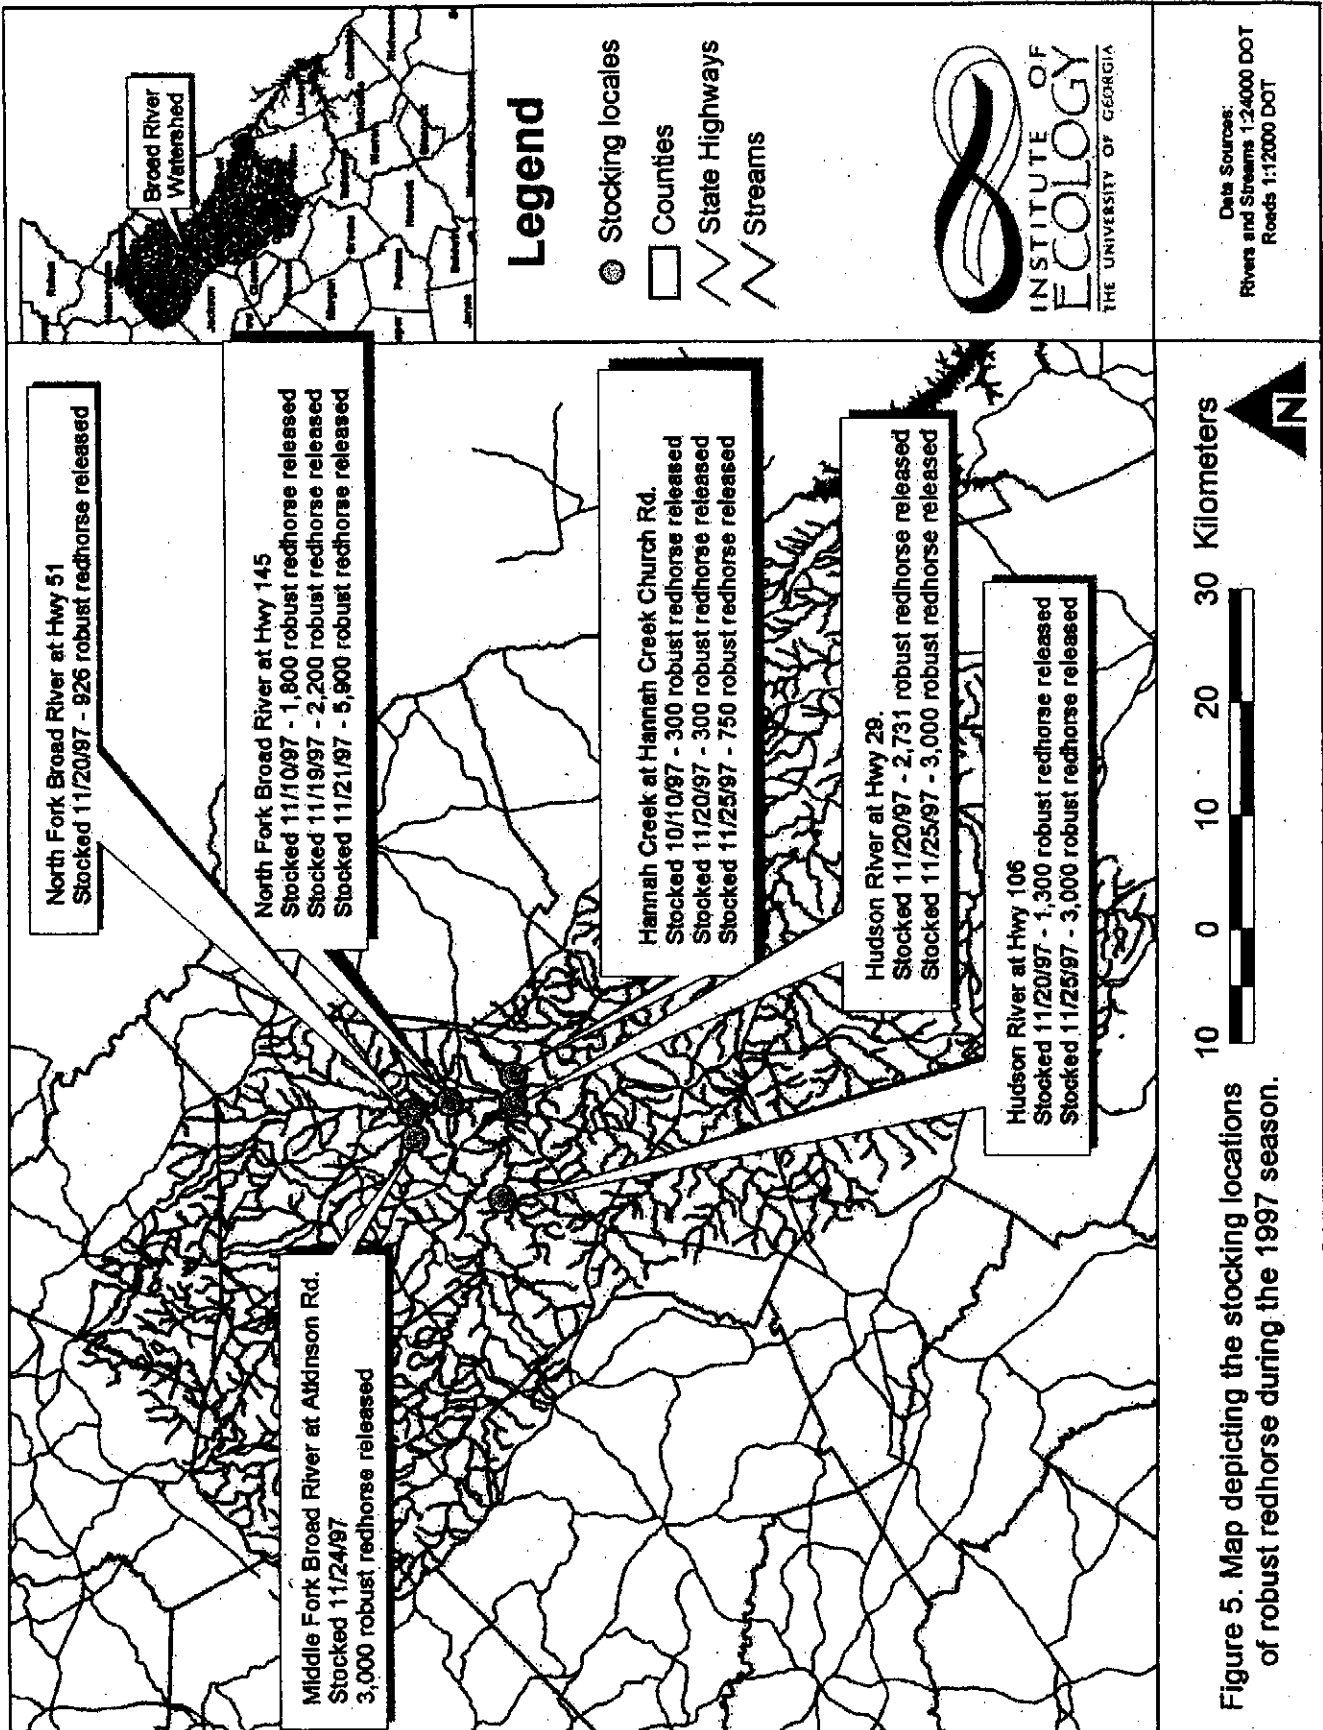 North Fork Broad River at Hwy 51
Stocked 11/20/97 - 926 robust redhorse released
North Fork Broad River at Hwy 145
Stocked 11/10/97 - 1,800 robust redhorse released
Stocked 11/19/97 - 2,200 robust redhorse released
Stocked 11/21/97 - 5,900 robust redhorse released
Middle Fork Broad River at Atkinson Rd.
Stocked 11/24/97
3,000 robust redhorse released
Hannah Creek at Hannah Creek Church Rd.
Stocked 10/10/97 - 300 robust redhorse released
Stocked 11/20/97 - 300 robust redhorse released
Stocked 11/25/97 - 750 robust redhorse released
Hudson River at Hwy 29.
Stocked 11/20/97 - 2,731 robust redhorse released
Stocked 11/25/97 - 3,000 robust redhorse released
Hudson River at Hwy 106
Stocked 11/20/97 - 1,300 robust redhorse released
Stocked 11/25/97 - 3,000 robust redhorse released
Broad River
Watershed
Rabun
Habersham
Jackson
Morgan
Greene
Putnam
Hancock
Warren
Jones
Legend
Stocking locales
Counties
State Highways
Streams
INSTITUTE OF
ECOLOGY
THE UNIVERSITY OF GEORGIA
Data Sources:
Rivers and Streams 1:24000 DOT
Roads 1:12000 DOT
10 0 10 20 30 Kilometers
N
Figure 5. Map depicting the stocking locations
of robust redhorse during the 1997 season.